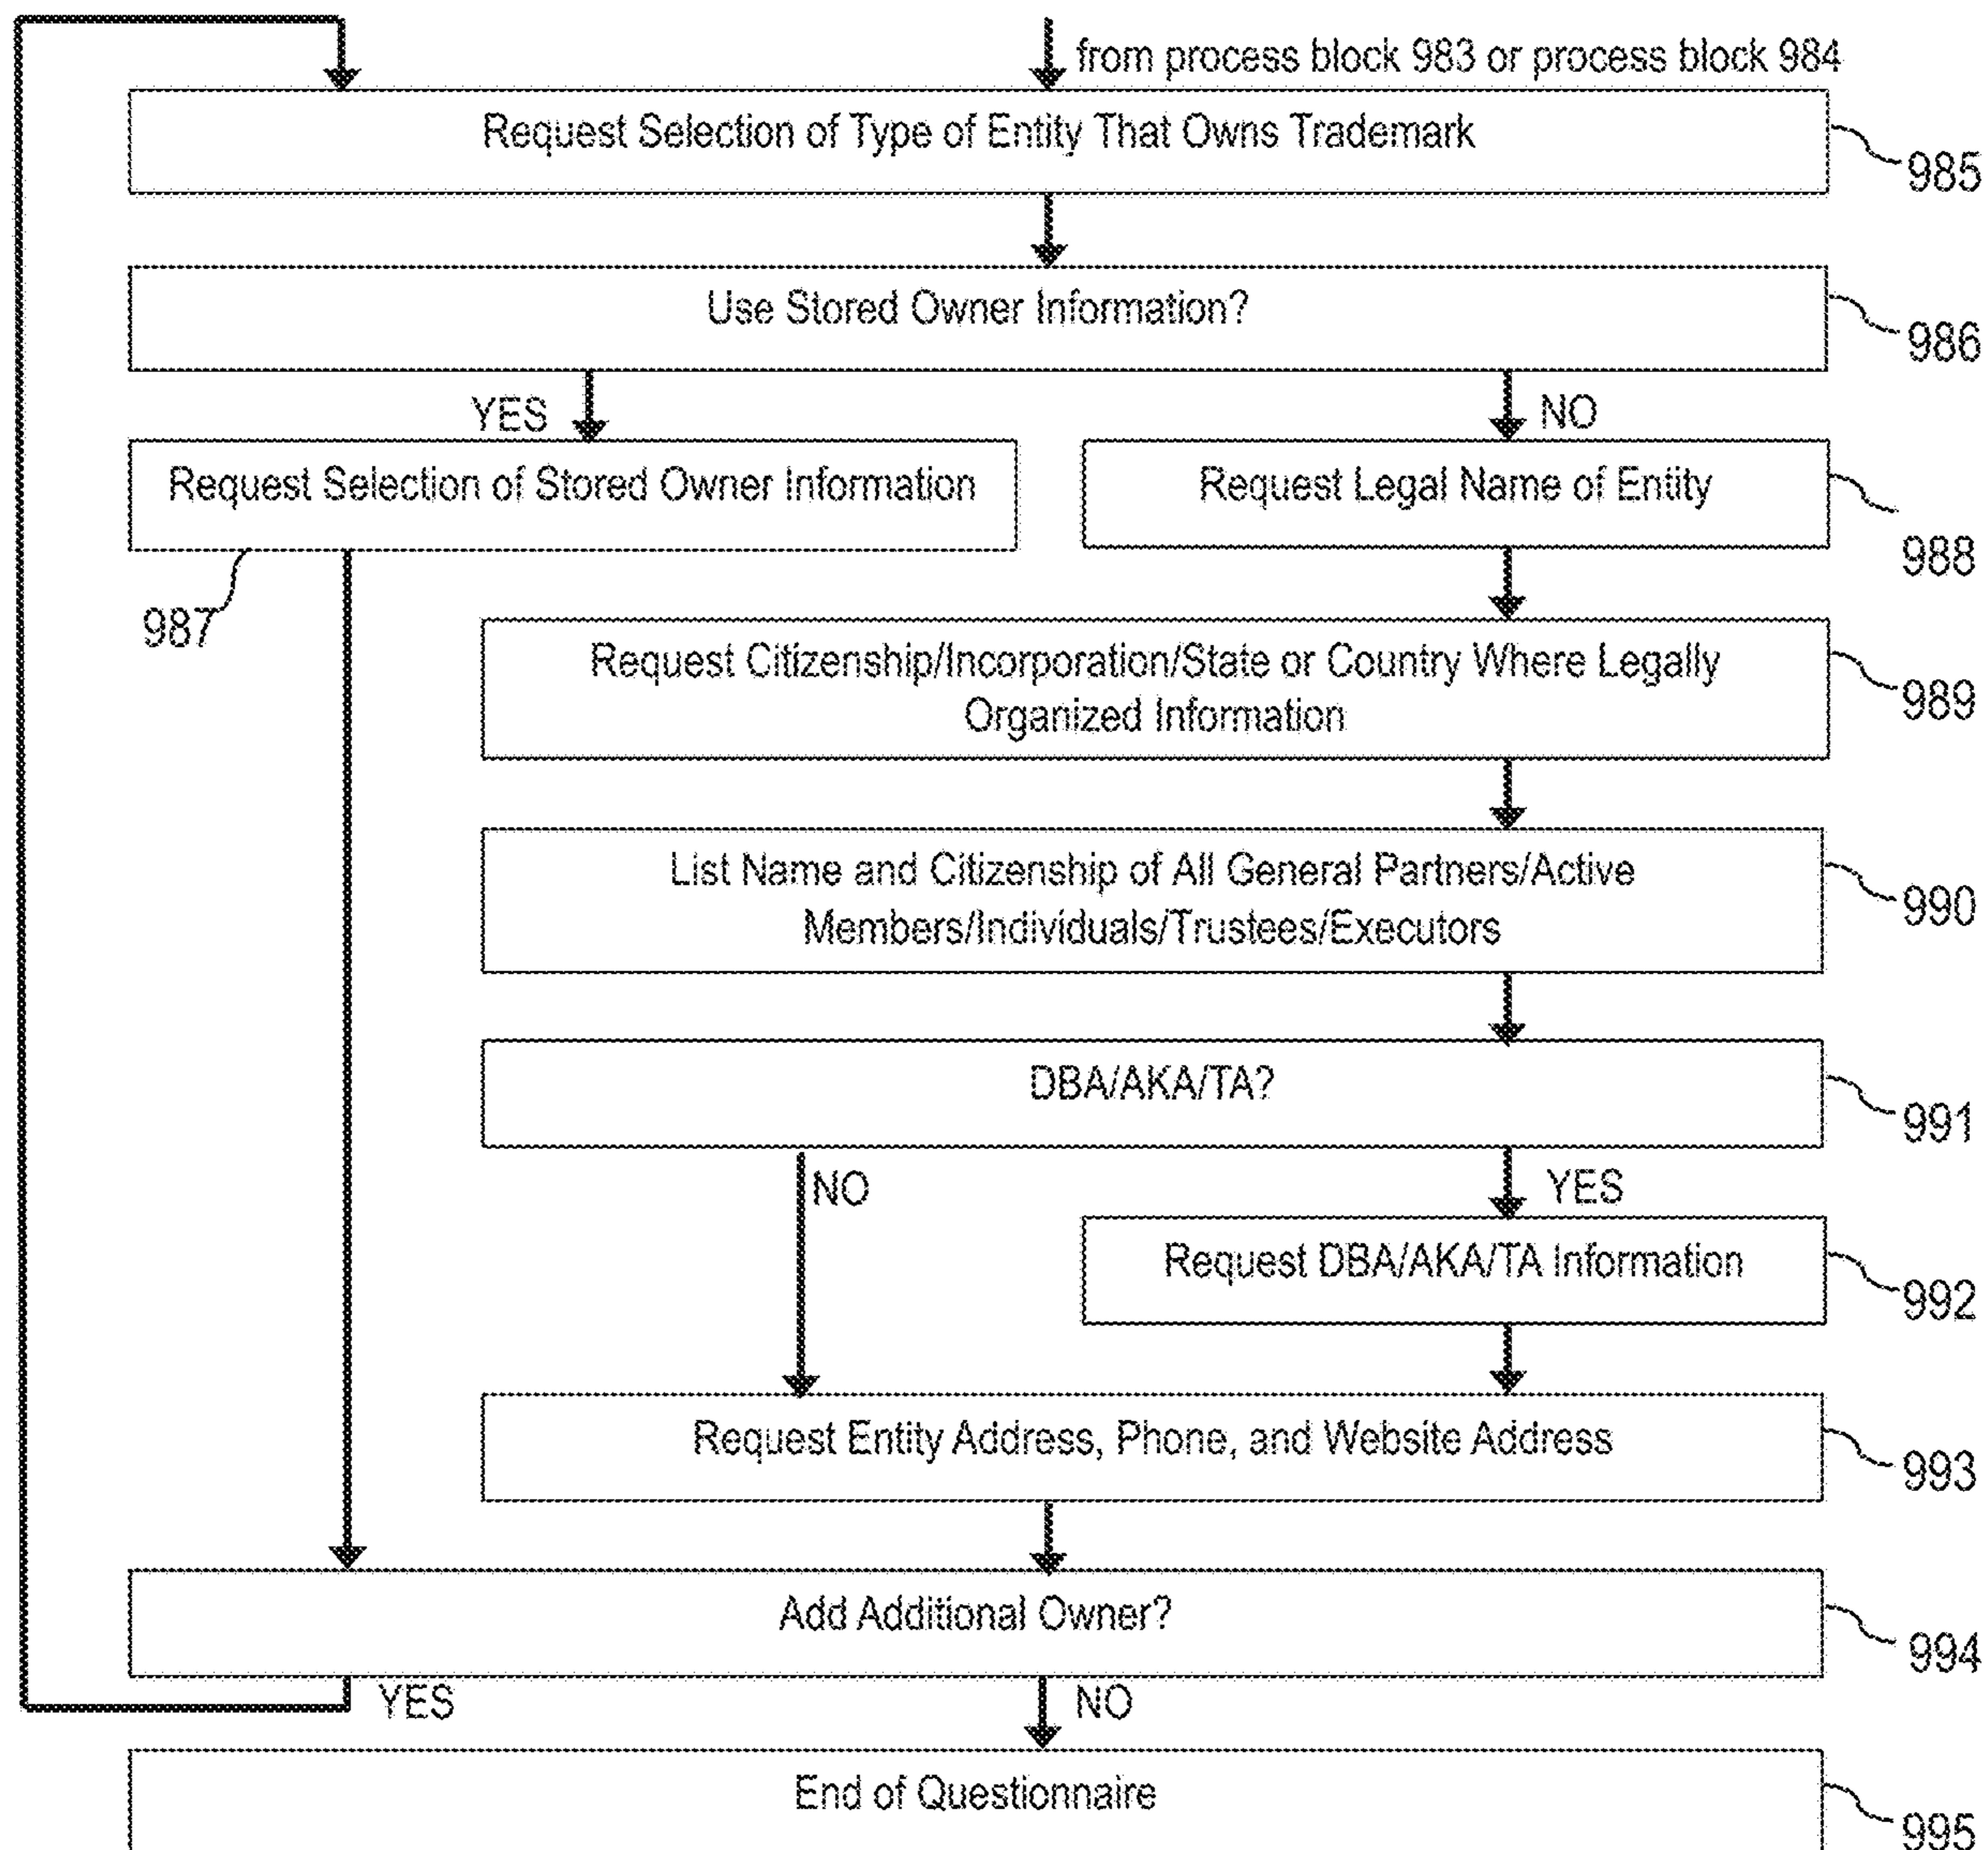 from process block 983 or process block 984
Request Selection of Type of Entity That Owns Trademark
985
Use Stored Owner Information?
986
YES
NO
Request Selection of Stored Owner Information
Request Legal Name of Entity
988
987
Request Citizenship/Incorporation/State or Country Where Legally
Organized Information
989
List Name and Citizenship of All General Partners/Active
Members/Individuals/Trustees/Executors
990
DBA/AKA/TA?
991
NO
YES
Request DBA/AKA/TA Information
992
Request Entity Address, Phone, and Website Address
993
Add Additional Owner?
994
YES
NO
End of Questionnaire
995